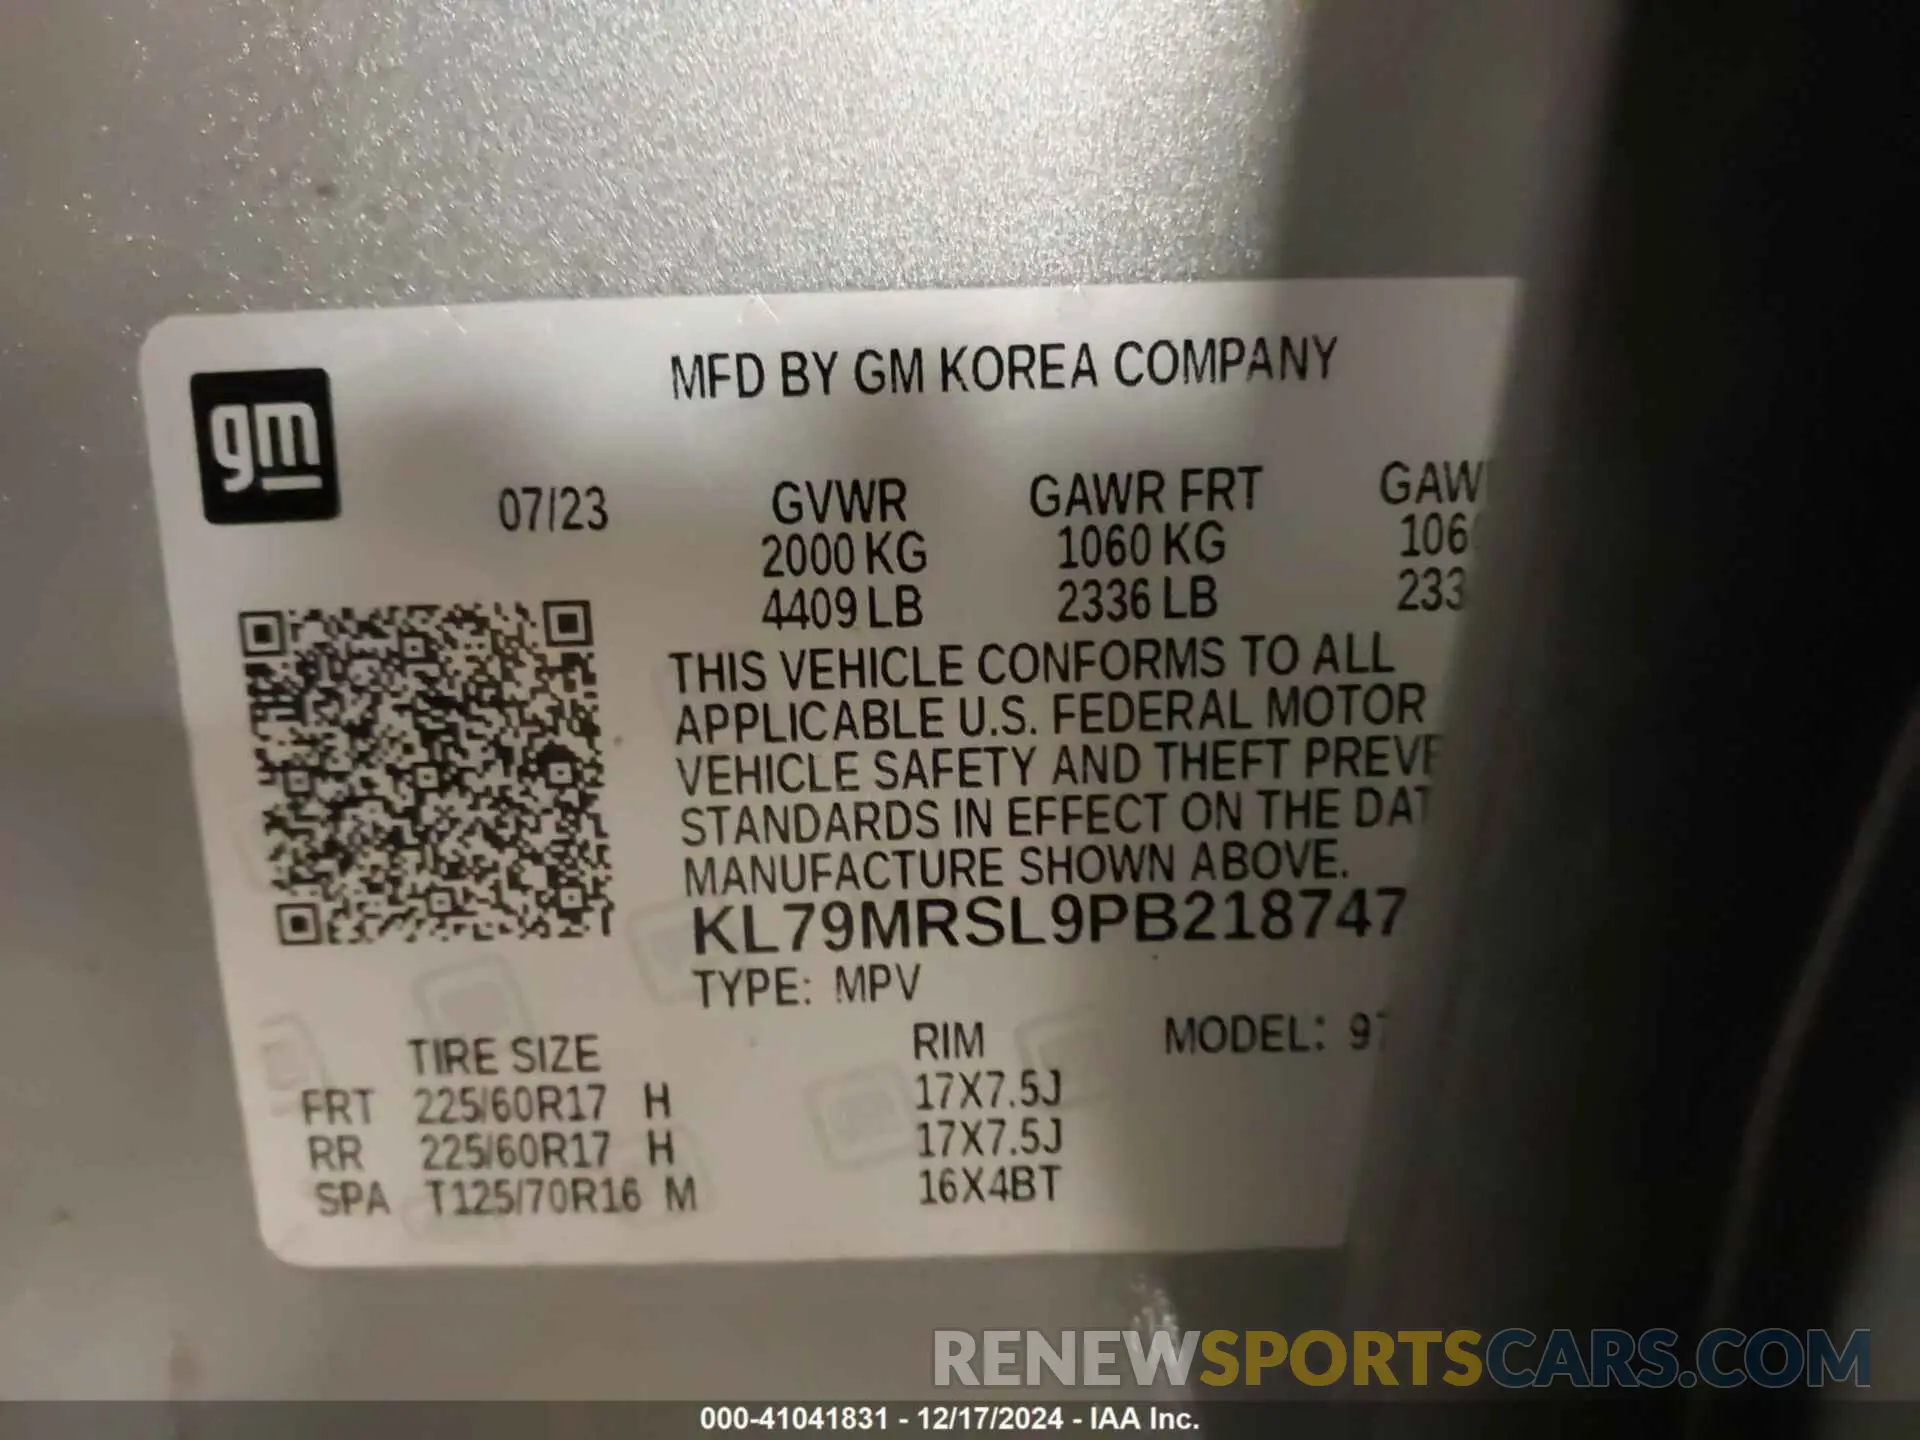 MFD BY GM KOREA COMPANY
gm
07/23 GVWR GAWR FRT
2000 KG 1060 KG
4409 LB 2336 LB
THIS VEHICLE CONFORMS TO ALL
APPLICABLE U.S. FEDERAL MOTOR
VEHICLE SAFETY AND THEFT
STANDARDS IN EFFECT ON THE
MANUFACTURE SHOWN ABOVE.
KL79MRSL9PB218747
TYPE: MPV
TIRE SIZE RIM MODEL:
FRT 225/60R17 H 17X7.5J
RR 225/60R17 H 17X7.5J
SPA T125/70R16 M 16X4BT
RENEWSPORTSCARS.COM
000-41041831 - 12/17/2024 - IAA Inc.